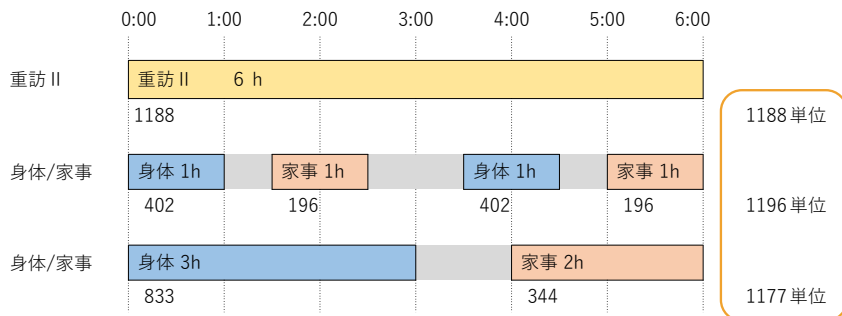 0:00 1:00 2:00 3:00 4:00 5:00 6:00
重訪Ⅱ 重訪Ⅱ 6 h
1188 1188単位
身体/家事 身体 1h 家事 1h 身体 1h 家事 1h
402 196 402 196 1196単位
身体/家事 身体 3h 家事 2h
833 344 1177単位